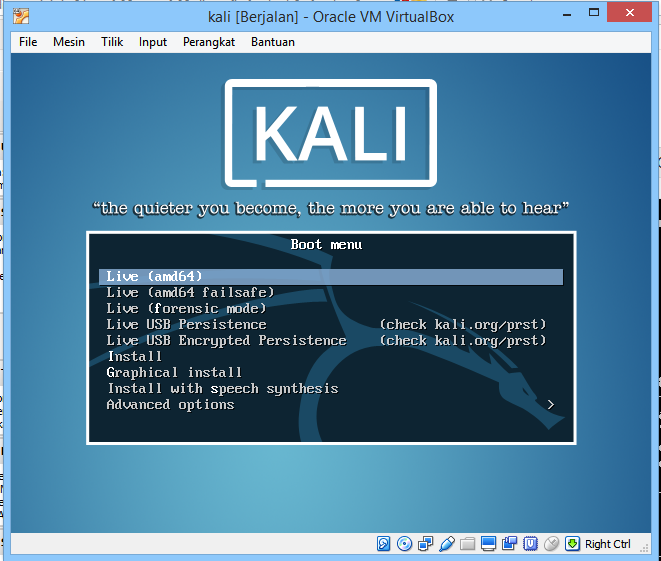 kali [Berjalan] - Oracle VM VirtualBox
File Mesin Tilik Input Perangkat Bantuan
KALI
“the quieter you become, the more you are able to hear”
Boot menu
Live (amd64)
Live (amd64 failsafe)
Live (forensic mode)
Live USB Persistence (check kali.org/prst)
Live USB Encrypted Persistence (check kali.org/prst)
Install
Graphical install
Install with speech synthesis
Advanced options >
Right Ctrl